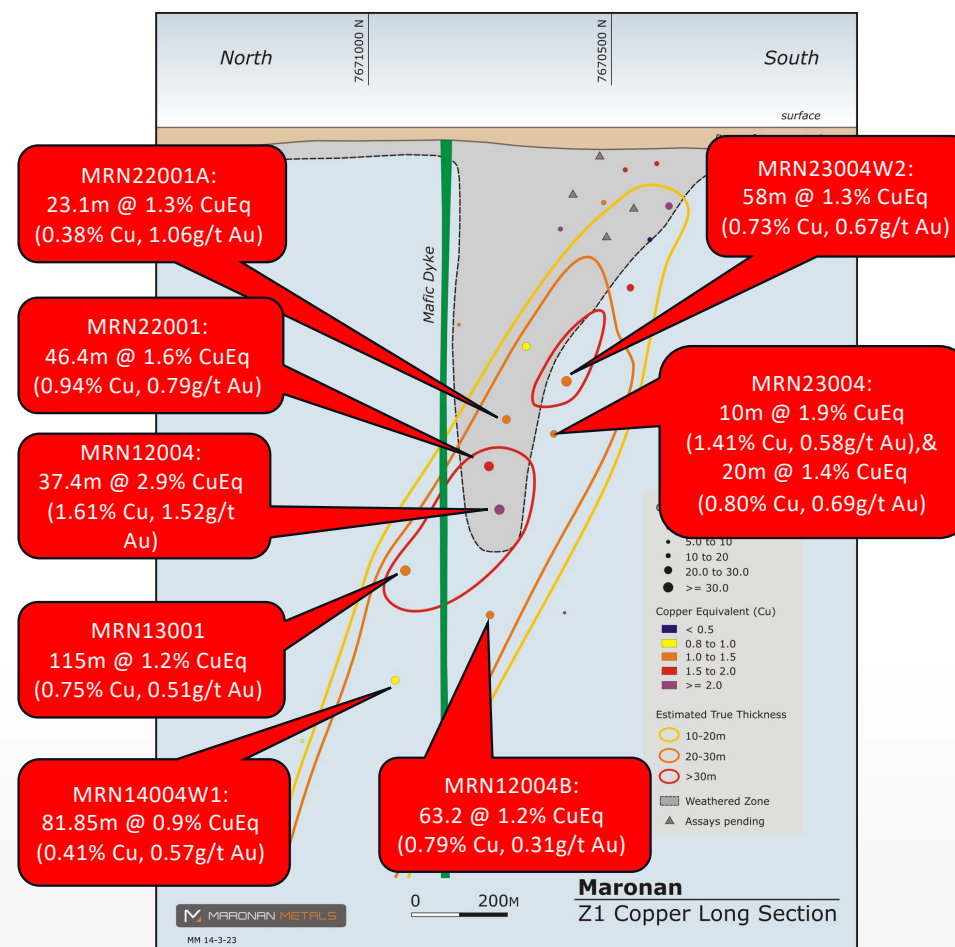 North
7671000 N
7670500 N
South
surface
MRN22001A:
23.1m @ 1.3% CuEq
(0.38% Cu, 1.06g/t Au)
MRN23004W2:
58m @ 1.3% CuEq
(0.73% Cu, 0.67g/t Au)
Mafic Dyke
MRN22001:
46.4m @ 1.6% CuEq
(0.94% Cu, 0.79g/t Au)
MRN23004:
10m @ 1.9% CuEq
(1.41% Cu, 0.58g/t Au),&
20m @ 1.4% CuEq
(0.80% Cu, 0.69g/t Au)
MRN12004:
37.4m @ 2.9% CuEq
(1.61% Cu, 1.52g/t
Au)
5.0 to 10
10 to 20
20.0 to 30.0
>= 30.0
Copper Equivalent (Cu)
< 0.5
0.8 to 1.0
1.0 to 1.5
1.5 to 2.0
>= 2.0
Estimated True Thickness
10-20m
20-30m
>30m
Weathered Zone
Assays pending
MRN13001
115m @ 1.2% CuEq
(0.75% Cu, 0.51g/t Au)
MRN14004W1:
81.85m @ 0.9% CuEq
(0.41% Cu, 0.57g/t Au)
MRN12004B:
63.2 @ 1.2% CuEq
(0.79% Cu, 0.31g/t Au)
MARONAN METALS
MM 14-3-23
0 200M
Maronan
Z1 Copper Long Section